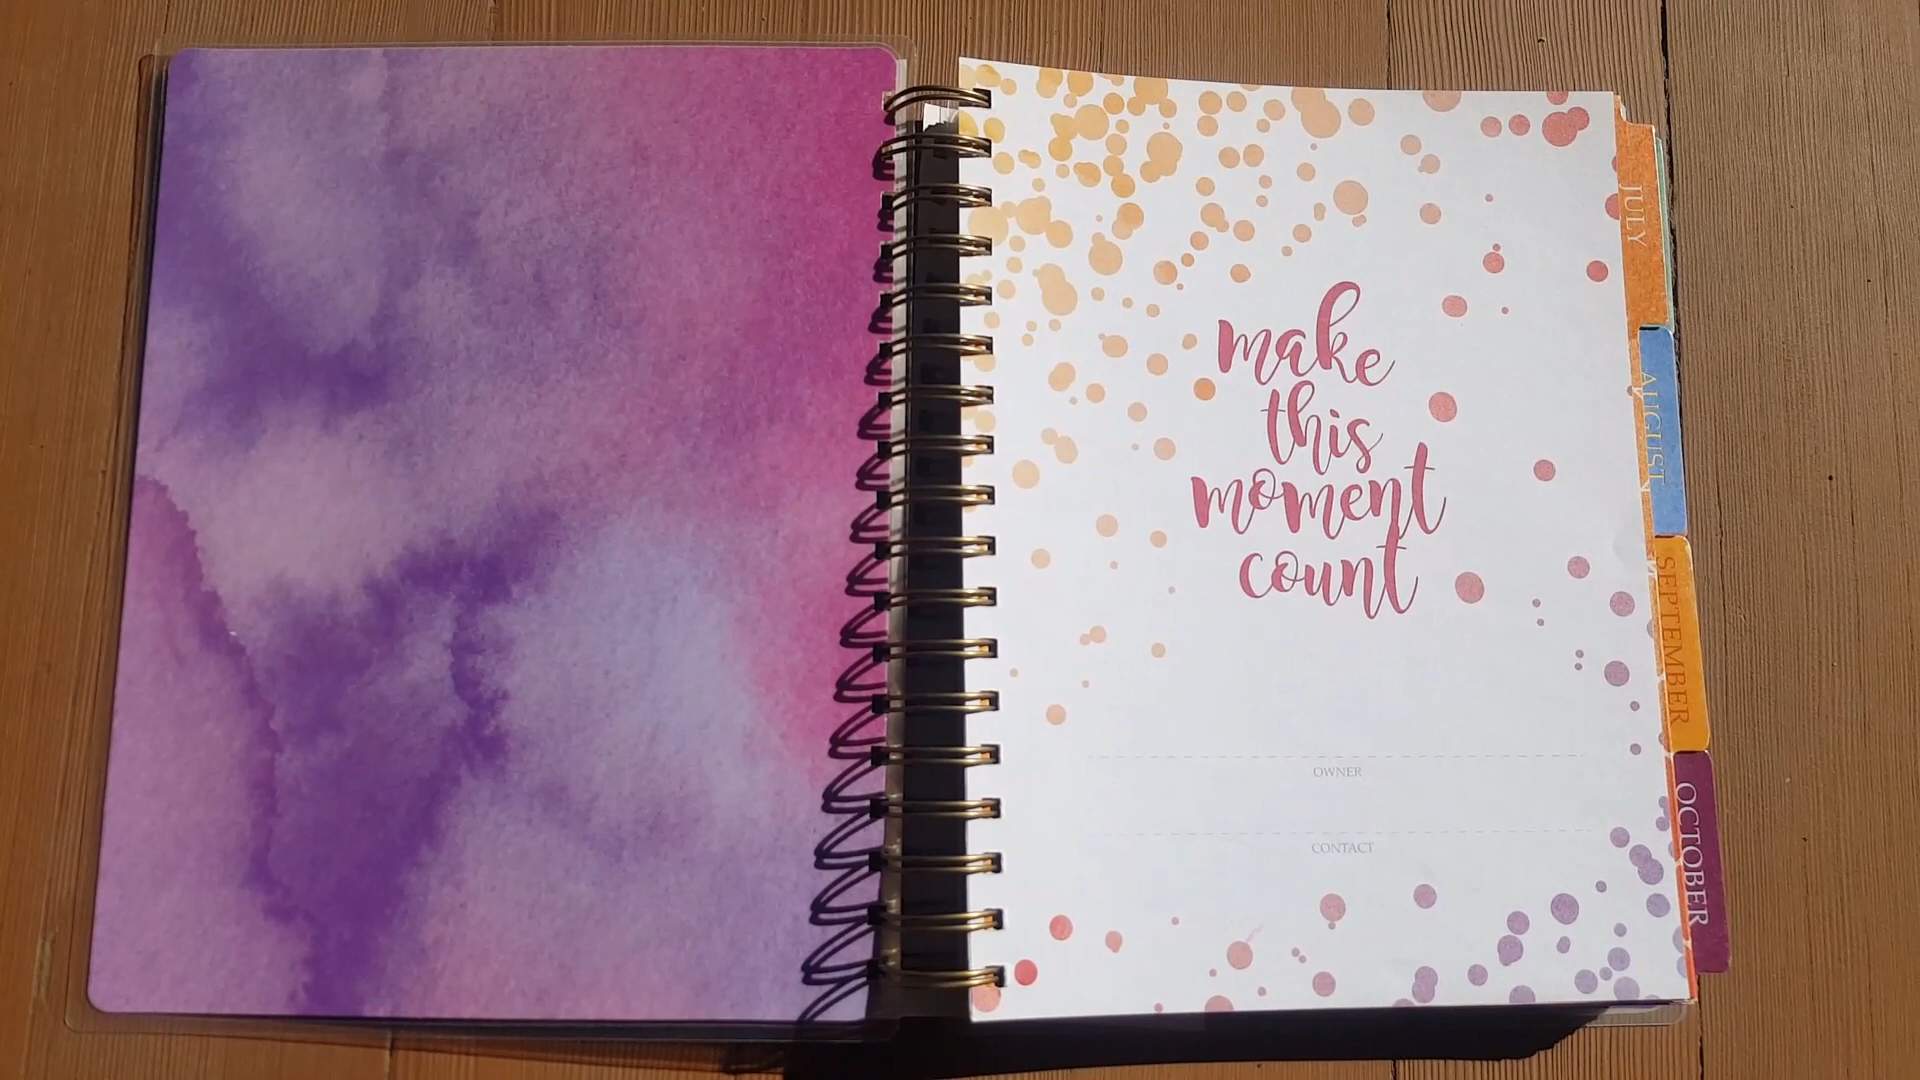 make
this
moment
count
OWNER
CONTACT
JULY
AUGUST
SEPTEMBER
OCTOBER